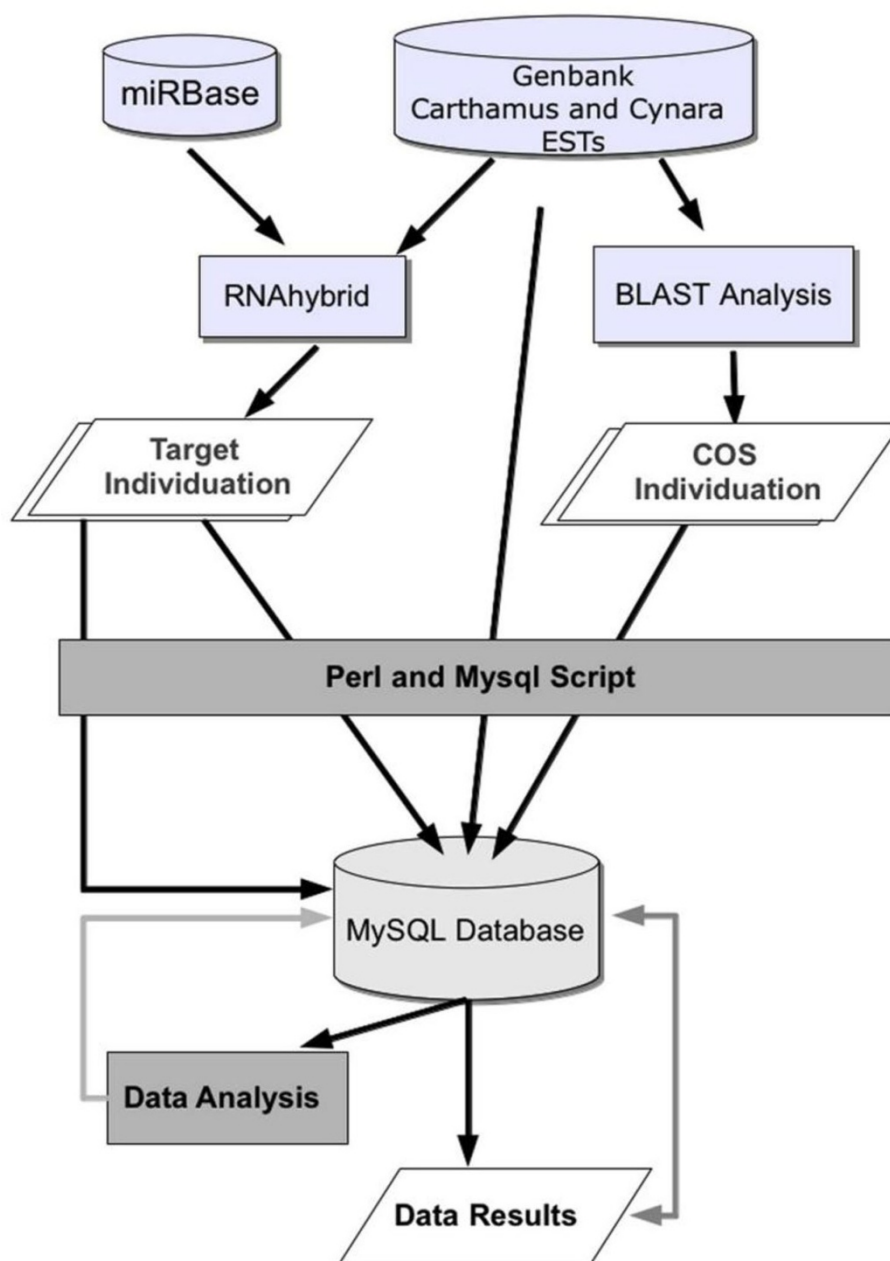 miRBase
Genbank
Carthamus and Cynara
ESTs
RNAhybrid
BLAST Analysis
Target
Individuation
COS
Individuation
Perl and Mysql Script
MySQL Database
Data Analysis
Data Results